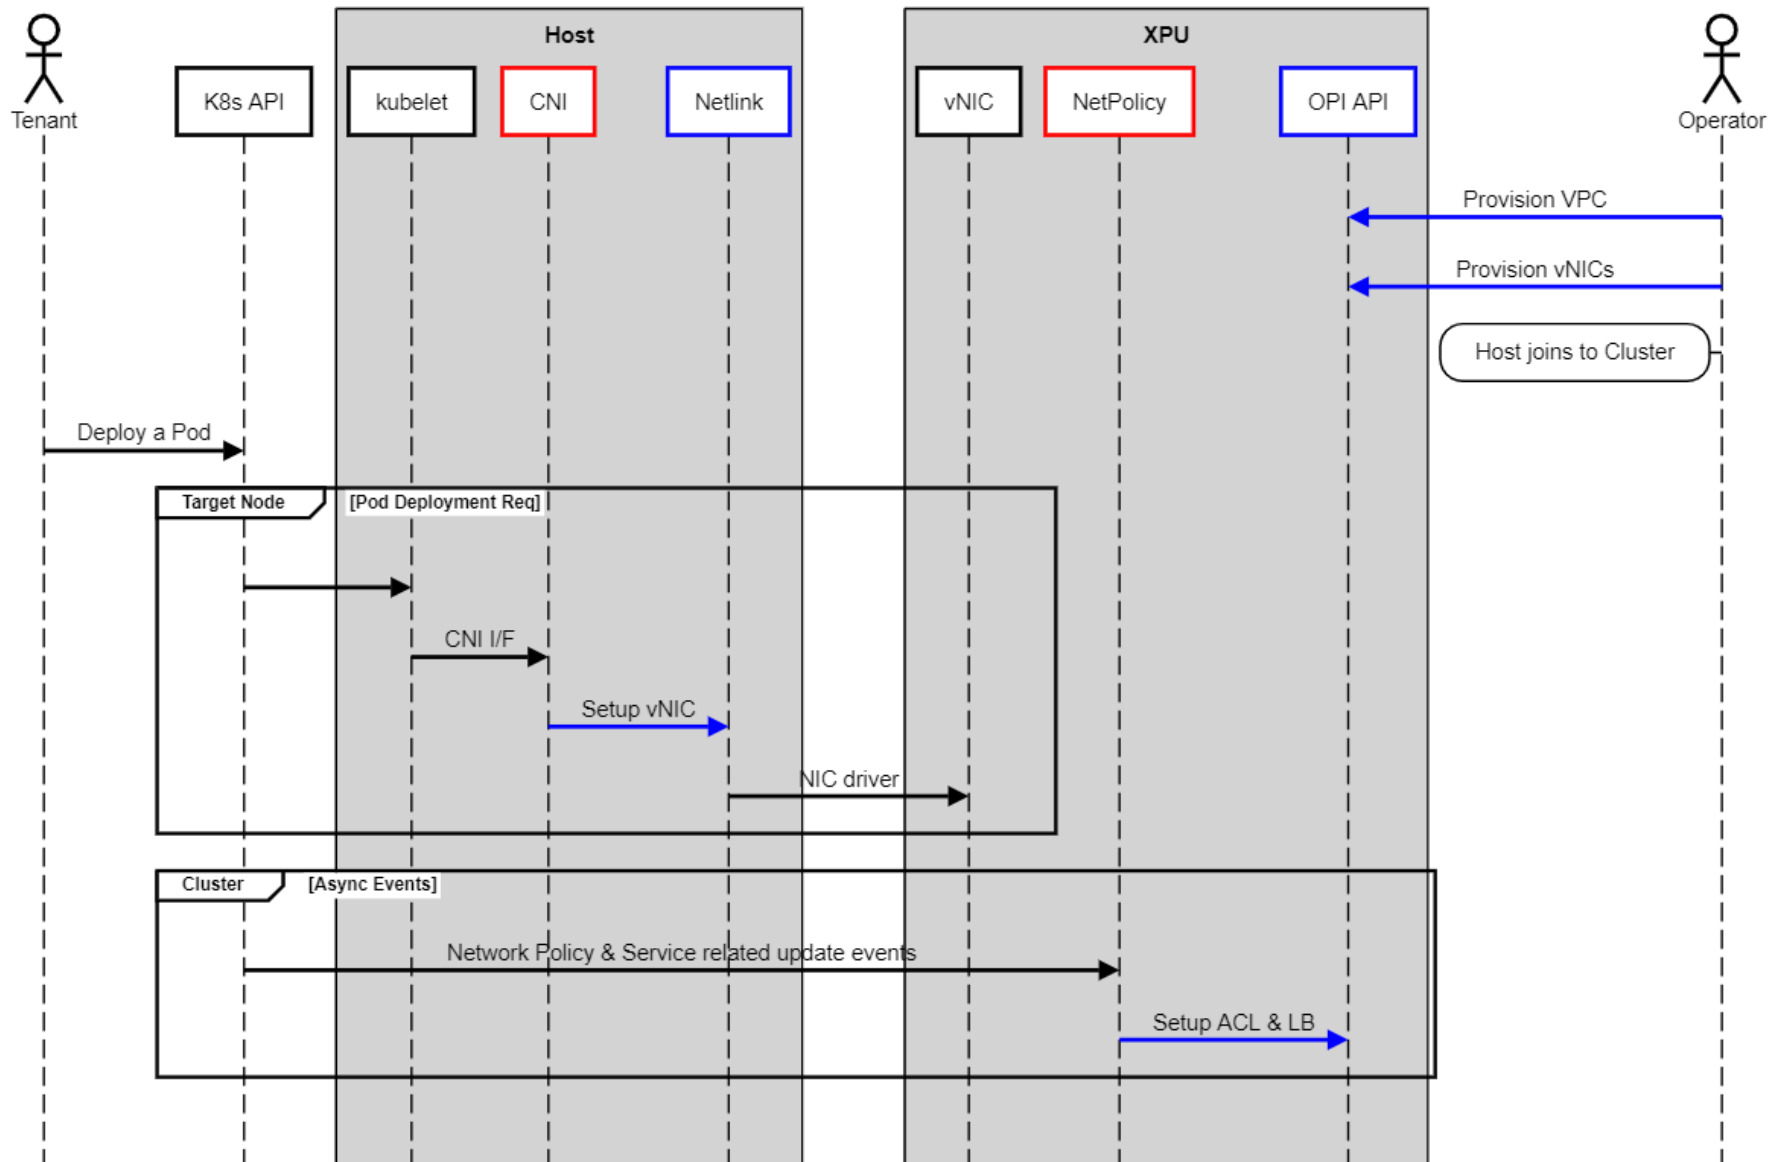 Host
XPU
Tenant
K8s API
kubelet
CNI
Netlink
vNIC
NetPolicy
OPI API
Operator
Provision VPC
Provision vNICs
Host joins to Cluster
Deploy a Pod
Target Node
[Pod Deployment Req]
CNI I/F
Setup vNIC
NIC driver
Cluster
[Async Events]
Network Policy & Service related update events
Setup ACL & LB